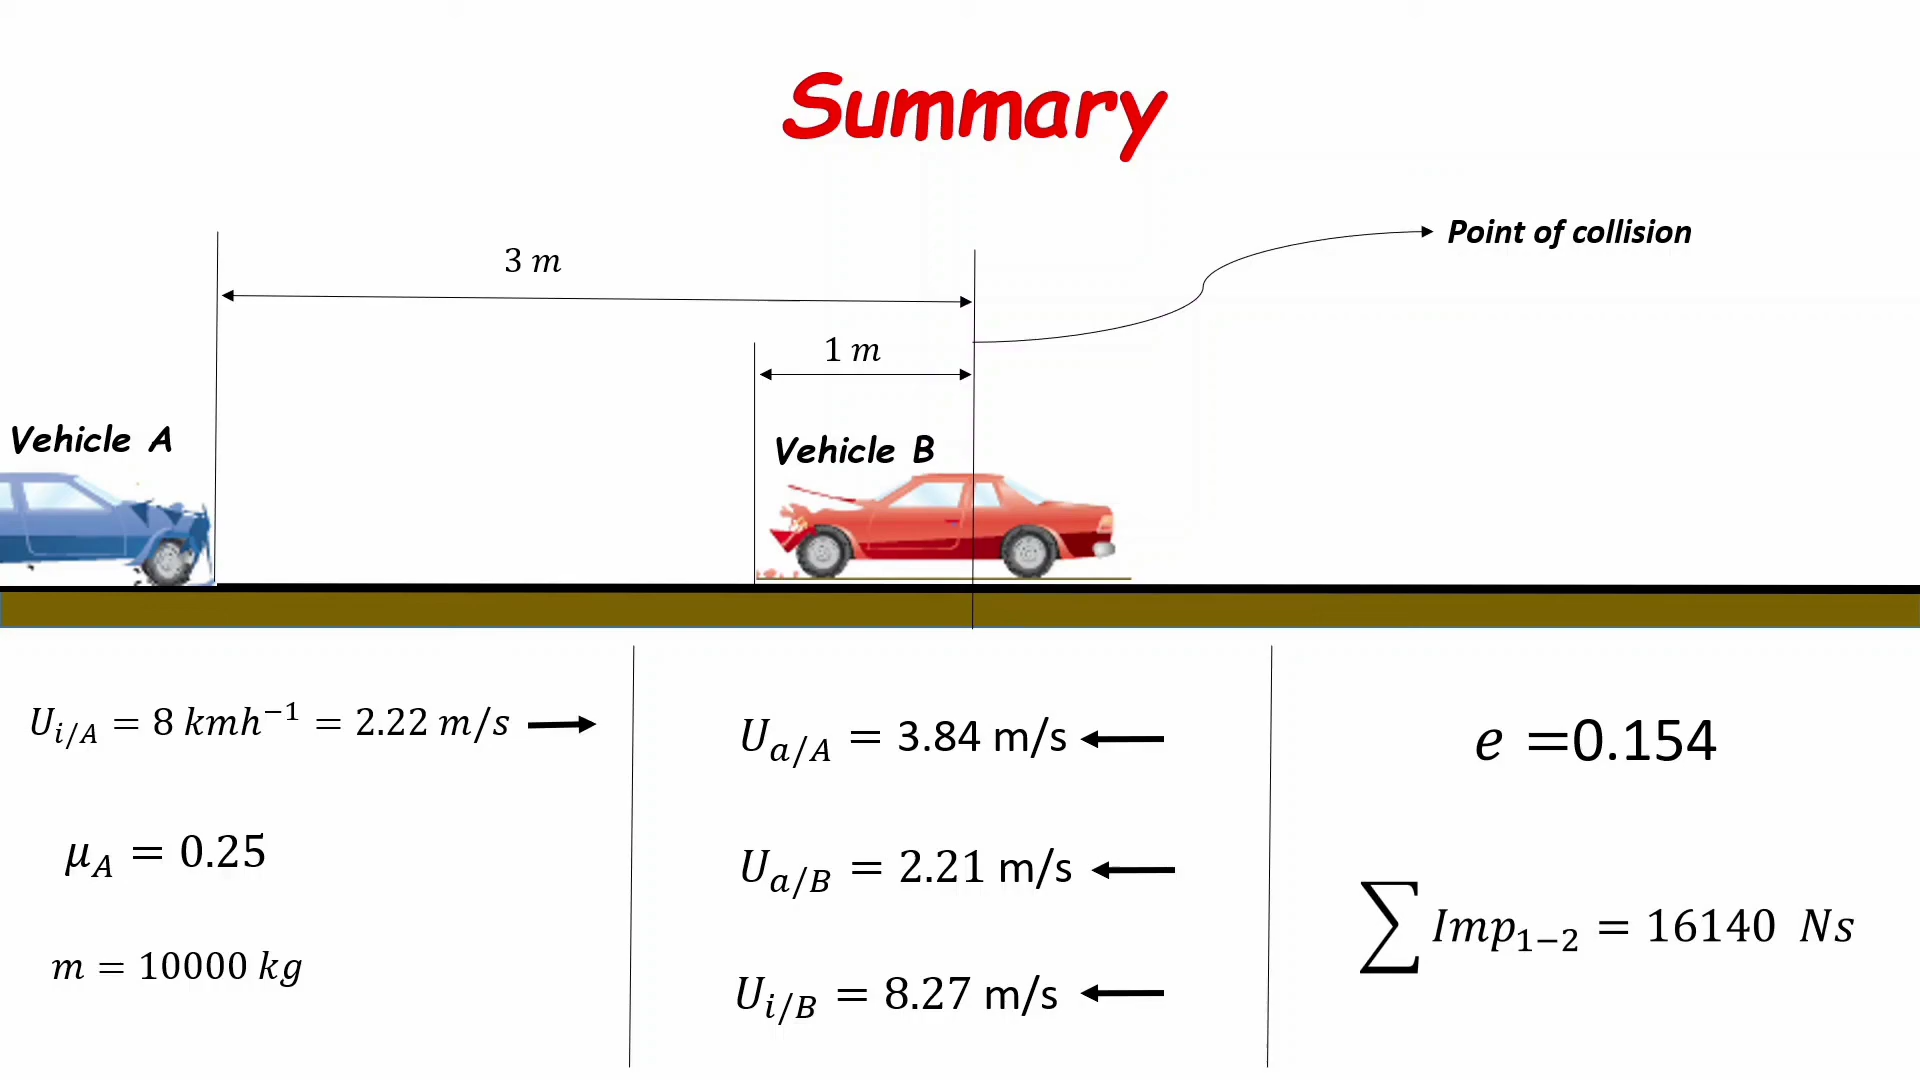 Summary
Point of collision
3 m
1 m
Vehicle A
Vehicle B
U_{i/A} = 8 kmh^{-1} = 2.22 m/s
μ_A = 0.25
m = 10000 kg
U_{a/A} = 3.84 m/s
U_{a/B} = 2.21 m/s
U_{i/B} = 8.27 m/s
e =0.154
∑ Imp_{1-2} = 16140 Ns